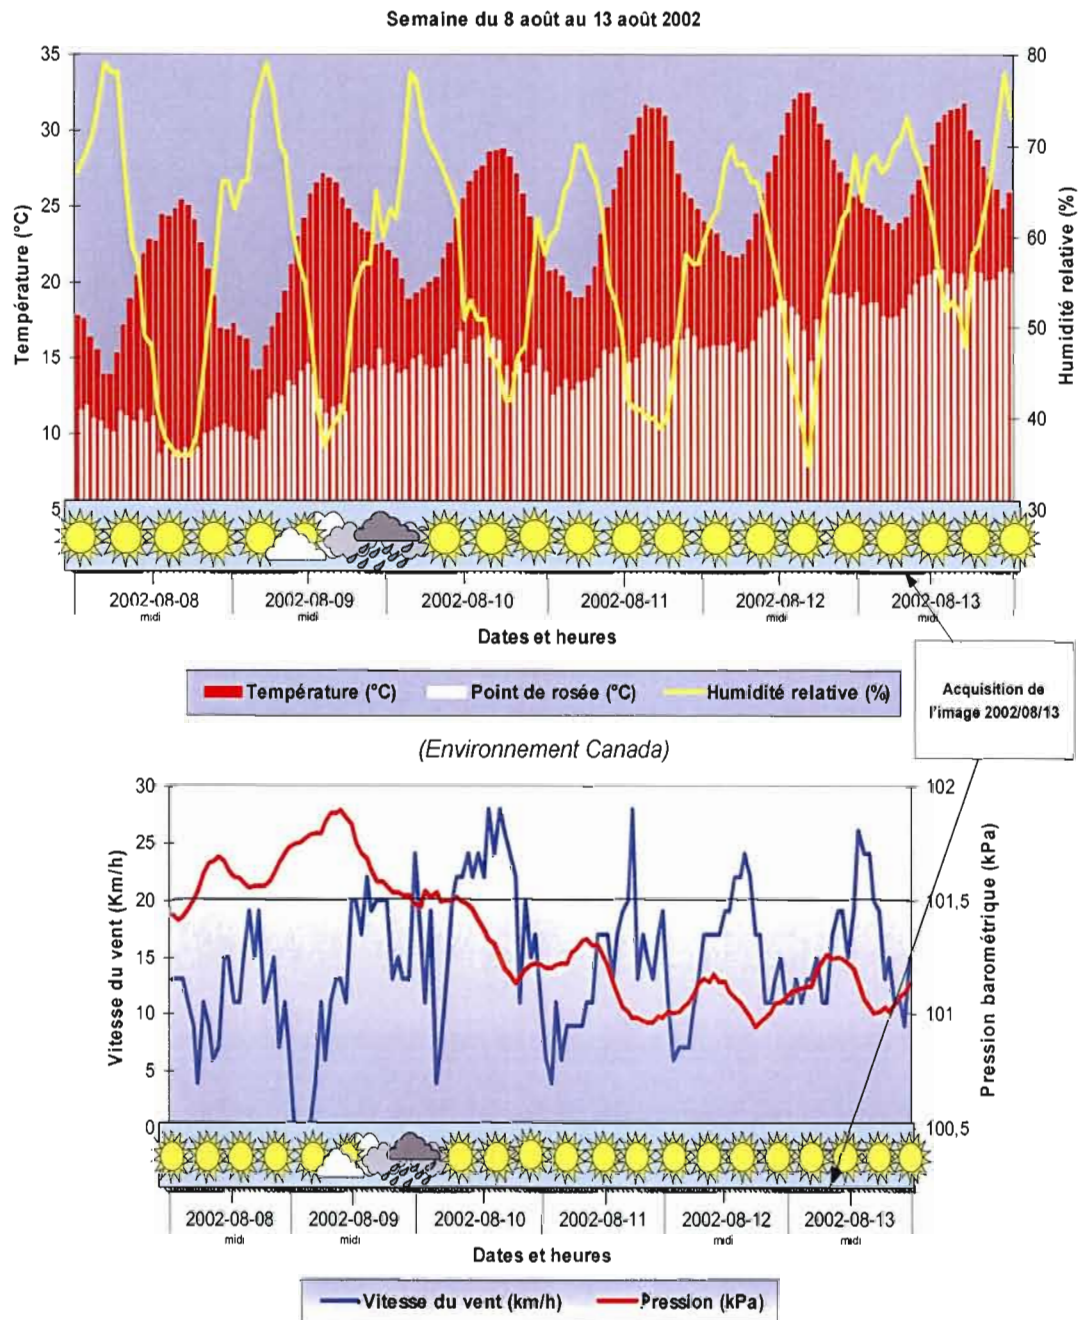 Semaine du 8 août au 13 août 2002
35
30
25
20
15
10
5
Température (°C)
80
70
60
50
40
30
Humidité relative (%)
2002-08-08
midi
2002-08-09
midi
2002-08-10
2002-08-11
2002-08-12
midi
2002-08-13
midi
Dates et heures
Température (°C) Point de rosée (°C) Humidité relative (%)
Acquisition de
l'image 2002/08/13
(Environnement Canada)
30
25
20
15
10
5
0
Vitesse du vent (Km/h)
102
101,5
101
100,5
Pression barométrique (kPa)
2002-08-08
midi
2002-08-09
midi
2002-08-10
2002-08-11
2002-08-12
midi
2002-08-13
midi
Dates et heures
Vitesse du vent (km/h) Pression (kPa)